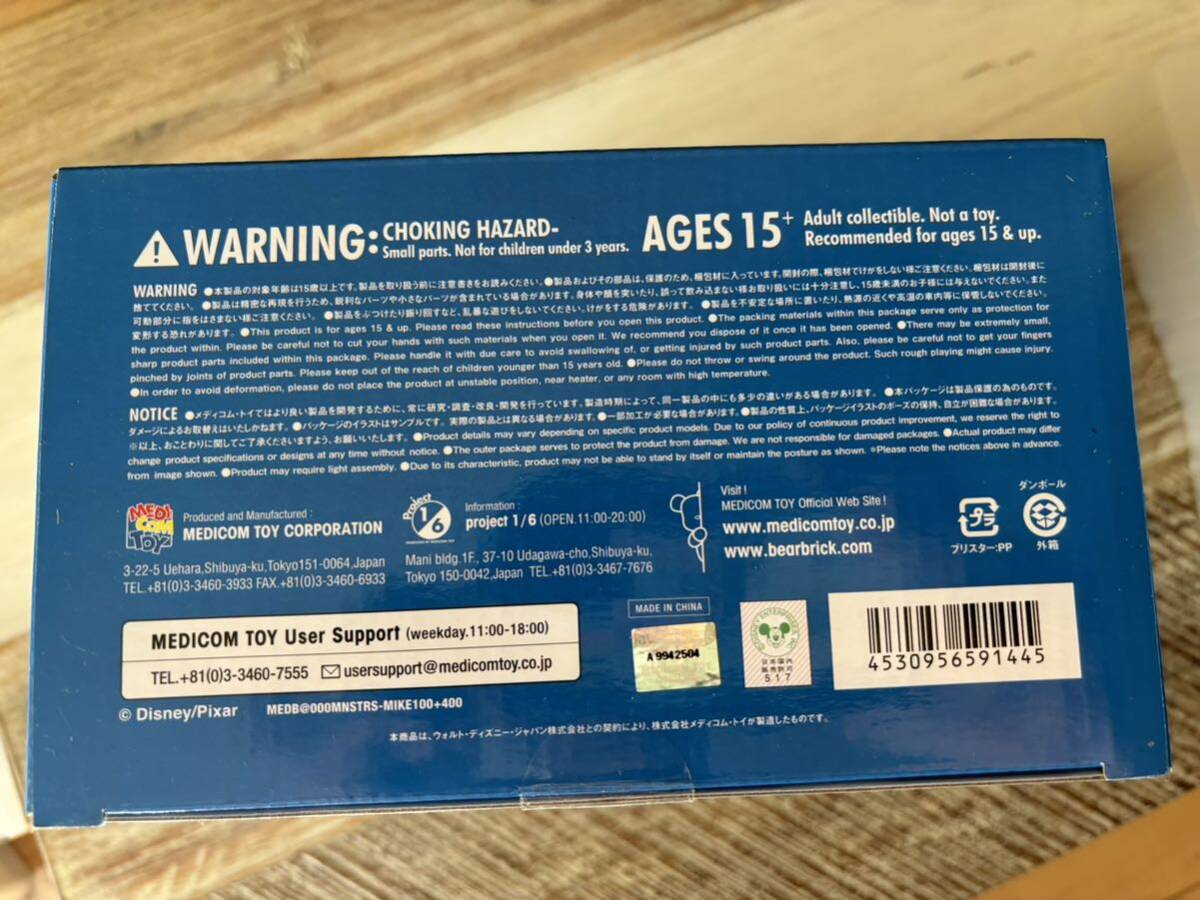 WARNING: CHOKING HAZARD-
Small parts. Not for children under 3 years.
AGES 15+
Adult collectible. Not a toy.
Recommended for ages 15 & up.
WARNING ●本製品の対象年齢は15歳以上です。製品を取り扱う前に注意書きをお読みください。●製品およびその部品は、保護のため、梱包材に入っています。開封の際、梱包材でけがをしない様ご注意ください。梱包材は開封後に
捨ててください。●製品は精密な再現を行うため、鋭利なパーツや小さなパーツが含まれている場合があります。身体や顔を突いたり、誤って飲み込まない様お取り扱いには十分注意し、15歳未満のお子様には与えないでください。また
可動部分に指をはさまない様ご注意ください。●製品をぶつけたり振り回すなど、乱暴な遊びをしないでください。けがをする危険があります。●製品を不安定な場所に置いたり、熱源の近くや高温の車内等に保管しないでください。
変形する恐れがあります。●This product is for ages 15 & up. Please read these instructions before you open this product. ●The packing materials within this package serve only as protection for
the product within. Please be careful not to cut your hands with such materials when you open it. We recommend you dispose of it once it has been opened. ●There may be extremely small,
sharp product parts included within this package. Please handle it with due care to avoid swallowing of, or getting injured by such product parts. Also, please be careful not to get your fingers
pinched by joints of product parts. Please keep out of the reach of children younger than 15 years old. ●Please do not throw or swing around the product. Such rough playing might cause injury.
●In order to avoid deformation, please do not place the product at unstable position, near heater, or any room with high temperature.
NOTICE ●メディコム・トイではより良い製品を開発するために、常に研究・調査・改良・開発を行っています。製造時期によって、同一製品の中にも多少の違いがある場合があります。●本パッケージは製品保護の為のものです。
ダメージによるお取替えはいたしかねます。●パッケージのイラストはサンプルです。実際の製品とは異なる場合があります。●一部加工が必要な場合があります。●製品の性質上、パッケージイラストのポーズの保持、自立が困難な場合があります。
※以上、おことわりに関してご了承くださいますよう、お願いいたします。●Product details may vary depending on specific product models. Due to our policy of continuous product improvement, we reserve the right to
change product specifications or designs at any time without notice. ●The outer package serves to protect the product from damage. We are not responsible for damaged packages. ●Actual product may differ
from image shown. ●Product may require light assembly. ●Due to its characteristic, product may not be able to stand by itself or maintain the posture as shown. *Please note the notices above in advance.
MEDI COM TOY
Produced and Manufactured :
MEDICOM TOY CORPORATION
3-22-5 Uehara,Shibuya-ku,Tokyo151-0064,Japan
TEL.+81(0)3-3460-3933 FAX.+81(0)3-3460-6933
Project 1/6
Information :
project 1/6 (OPEN.11:00-20:00)
Mani bldg.1F., 37-10 Udagawa-cho,Shibuya-ku,
Tokyo 150-0042,Japan TEL.+81(0)3-3467-7676
Visit !
MEDICOM TOY Official Web Site !
www.medicomtoy.co.jp
www.bearbrick.com
プラ
ブリスター:PP
ダンボール
外箱
MEDICOM TOY User Support (weekday.11:00-18:00)
TEL.+81(0)3-3460-7555 usersupport@medicomtoy.co.jp
MADE IN CHINA
A 9942504
日本国内
販売許可
517
4530956591445
© Disney/Pixar
MEDB@000MNSTRS-MIKE100+400
本商品は、ウォルト・ディズニー・ジャパン株式会社との契約により、株式会社メディコム・トイが製造したものです。